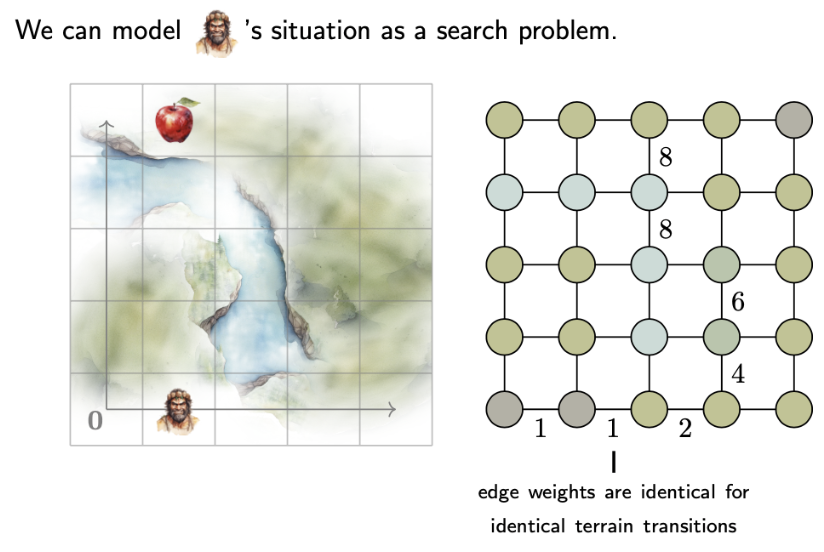 We can model 's situation as a search problem.
8
8
6
4
0
1 1 2
edge weights are identical for
identical terrain transitions